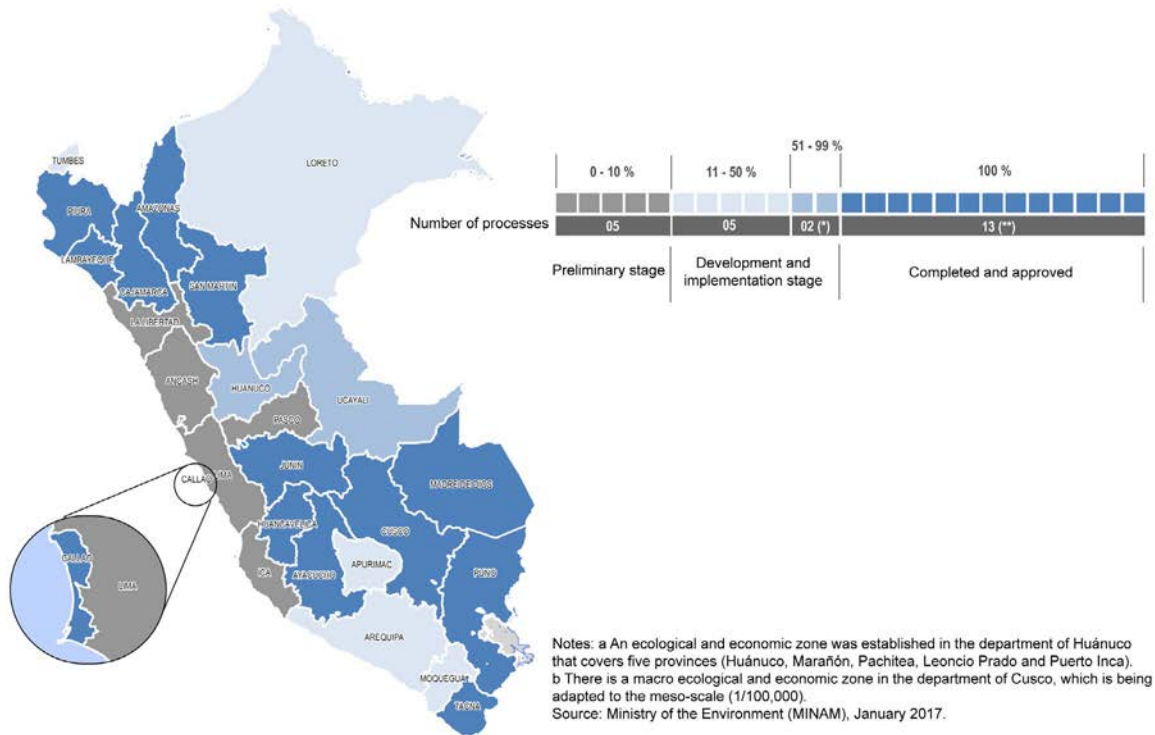 TUMBES
LORETO
PIURA
AMAZONAS
LAMBAYEQUE
CAJAMARCA
SAN MARTIN
LA LIBERTAD
ANCASH
HUANUCO
UCAYALI
PASCO
CALLAO
LIMA
JUNIN
MADRE DE DIOS
HUANCAVELICA
CUSCO
ICA
AYACUCHO
APURIMAC
PUNO
AREQUIPA
MOQUEGUA
TACNA
CALLAO
LIMA
0 - 10 %
11 - 50 %
51 - 99 %
100 %
Number of processes
05
05
02 (*)
13 (**)
Preliminary stage
Development and
implementation stage
Completed and approved
Notes: a An ecological and economic zone was established in the department of Huánuco
that covers five provinces (Huánuco, Marañón, Pachitea, Leoncio Prado and Puerto Inca).
b There is a macro ecological and economic zone in the department of Cusco, which is being
adapted to the meso-scale (1/100,000).
Source: Ministry of the Environment (MINAM), January 2017.